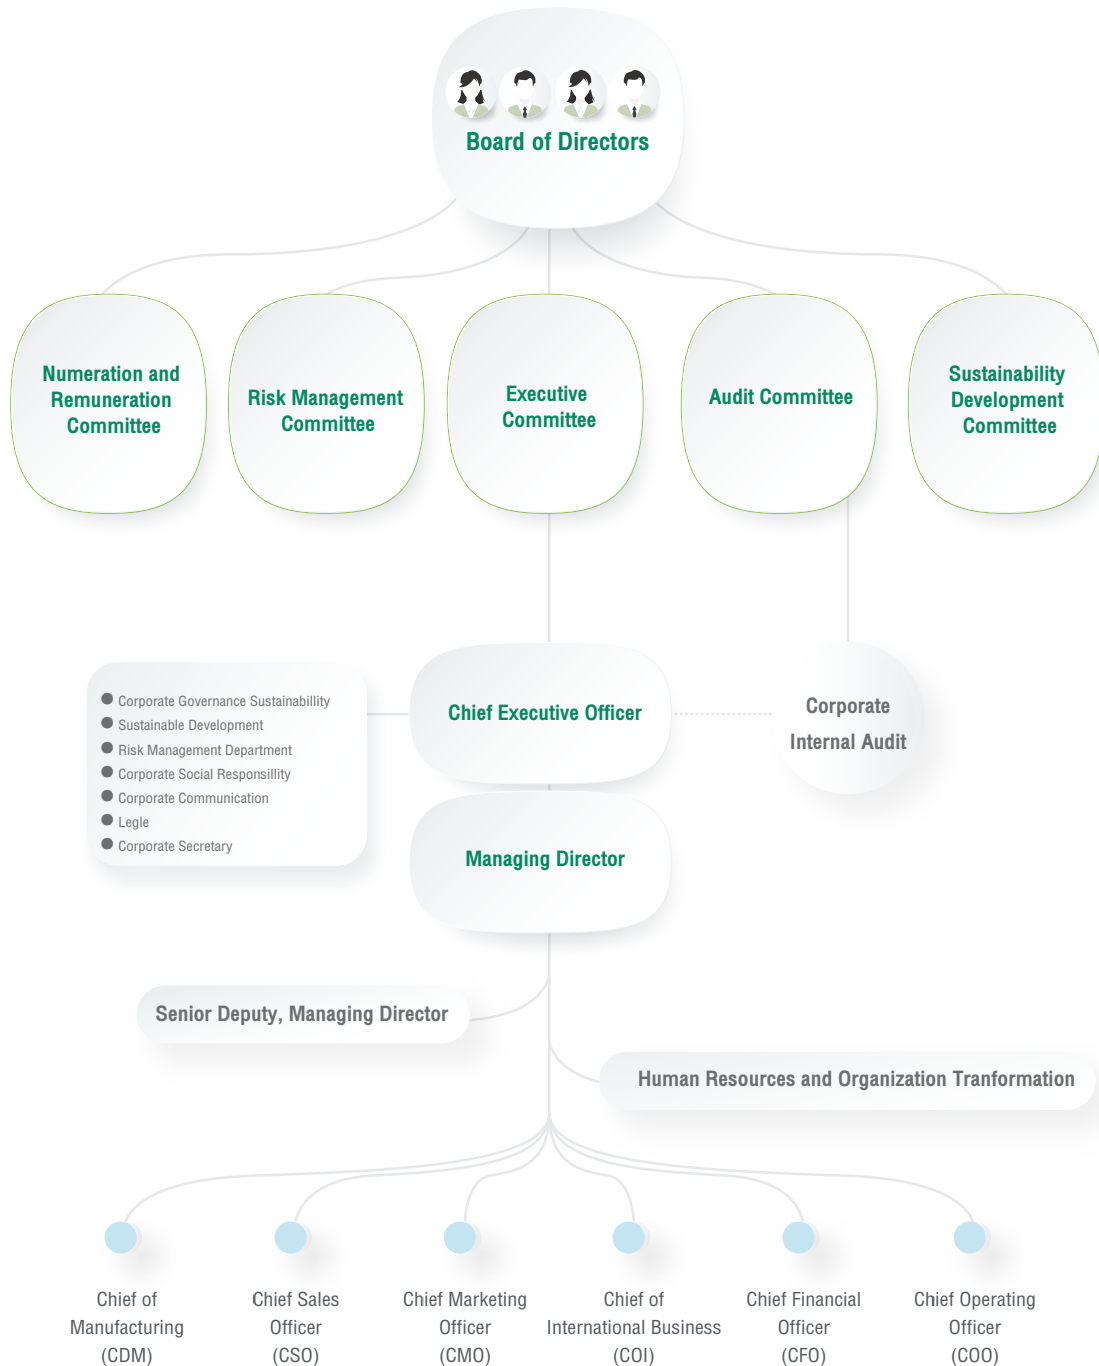 Board of Directors
Numeration and
Remuneration
Committee
Risk Management
Committee
Executive
Committee
Audit Committee
Sustainability
Development
Committee
Corporate Governance Sustainabillity
Sustainable Development
Risk Management Department
Corporate Social Responsillity
Corporate Communication
Legle
Corporate Secretary
Chief Executive Officer
Corporate
Internal Audit
Managing Director
Senior Deputy, Managing Director
Human Resources and Organization Tranformation
Chief of
Manufacturing
(CDM)
Chief Sales
Officer
(CSO)
Chief Marketing
Officer
(CMO)
Chief of
International Business
(COI)
Chief Financial
Officer
(CFO)
Chief Operating
Officer
(COO)